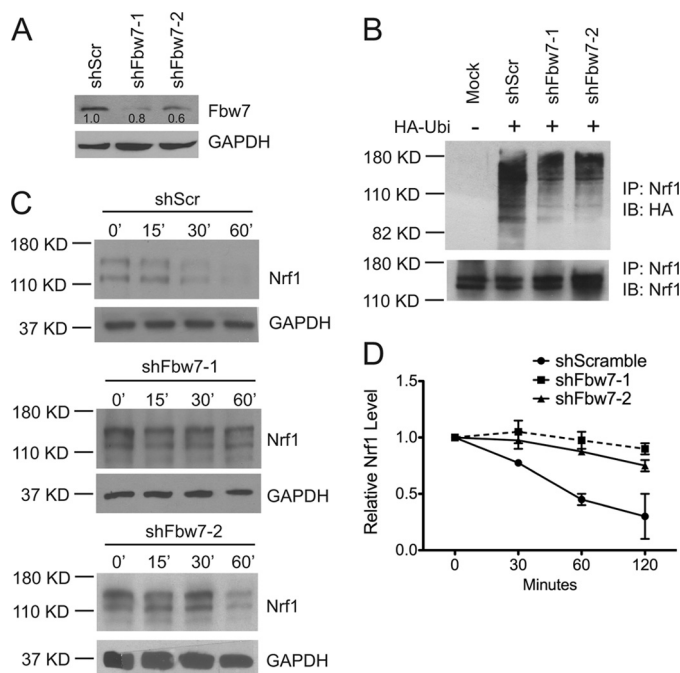 A
shScr
shFbw7-1
shFbw7-2
Fbw7
1.0 0.8 0.6
GAPDH
B
Mock
shScr
shFbw7-1
shFbw7-2
HA-Ubi - + + +
180 KD
110 KD
82 KD
IP: Nrf1
IB: HA
180 KD
110 KD
IP: Nrf1
IB: Nrf1
C
shScr
0' 15' 30' 60'
180 KD
110 KD
Nrf1
37 KD
GAPDH
shFbw7-1
0' 15' 30' 60'
180 KD
110 KD
Nrf1
37 KD
GAPDH
shFbw7-2
0' 15' 30' 60'
180 KD
110 KD
Nrf1
37 KD
GAPDH
D
shScramble
shFbw7-1
shFbw7-2
Relative Nrf1 Level
1.5
1.0
0.5
0.0
0 30 60 120
Minutes